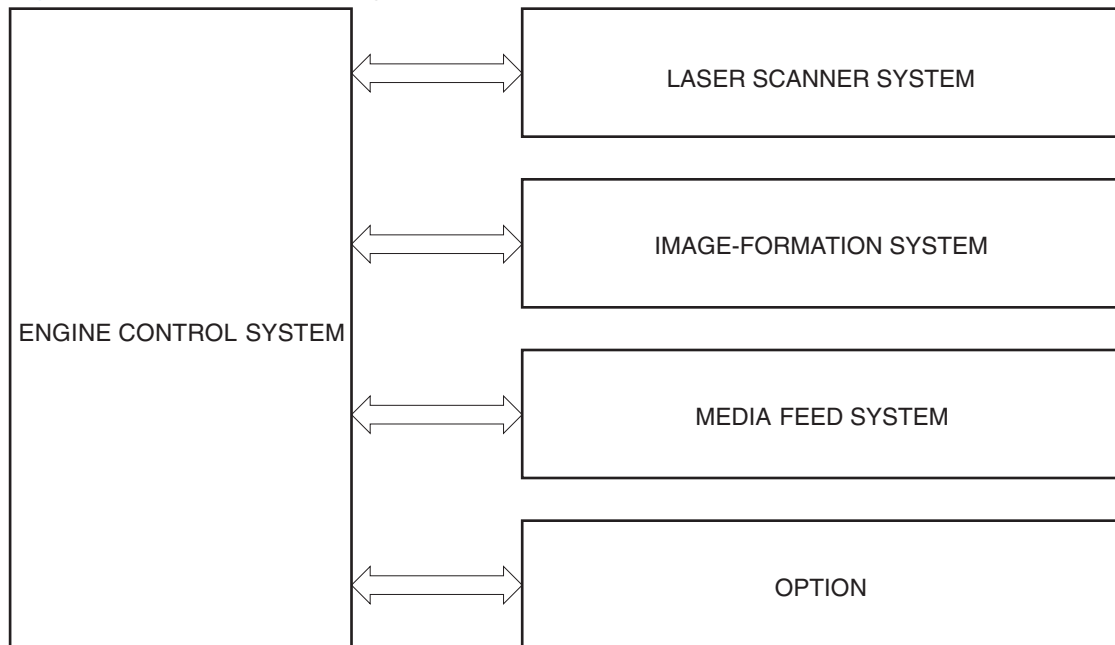 LASER SCANNER SYSTEM
IMAGE-FORMATION SYSTEM
ENGINE CONTROL SYSTEM
MEDIA FEED SYSTEM
OPTION